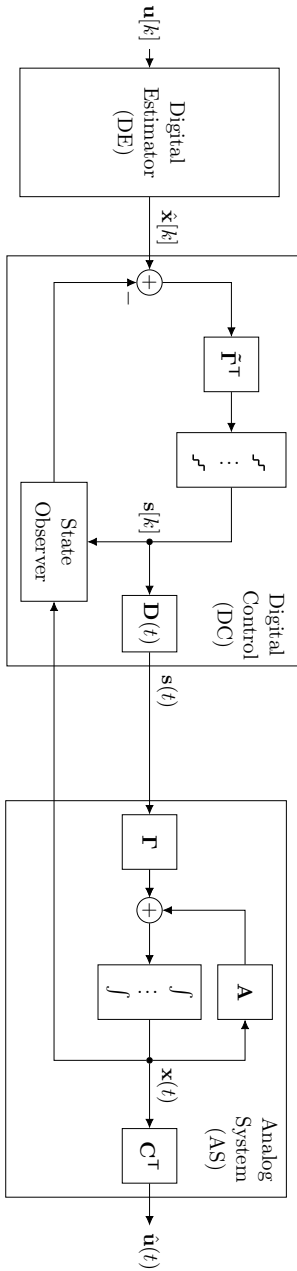 u[k]
Digital
Estimator
(DE)
x̂[k]
+
−
Γ̃ᵀ
⋯
s[k]
State
Observer
D(t)
Digital
Control
(DC)
s(t)
Γ
+
∫ ⋯ ∫
A
x(t)
Cᵀ
Analog
System
(AS)
û(t)